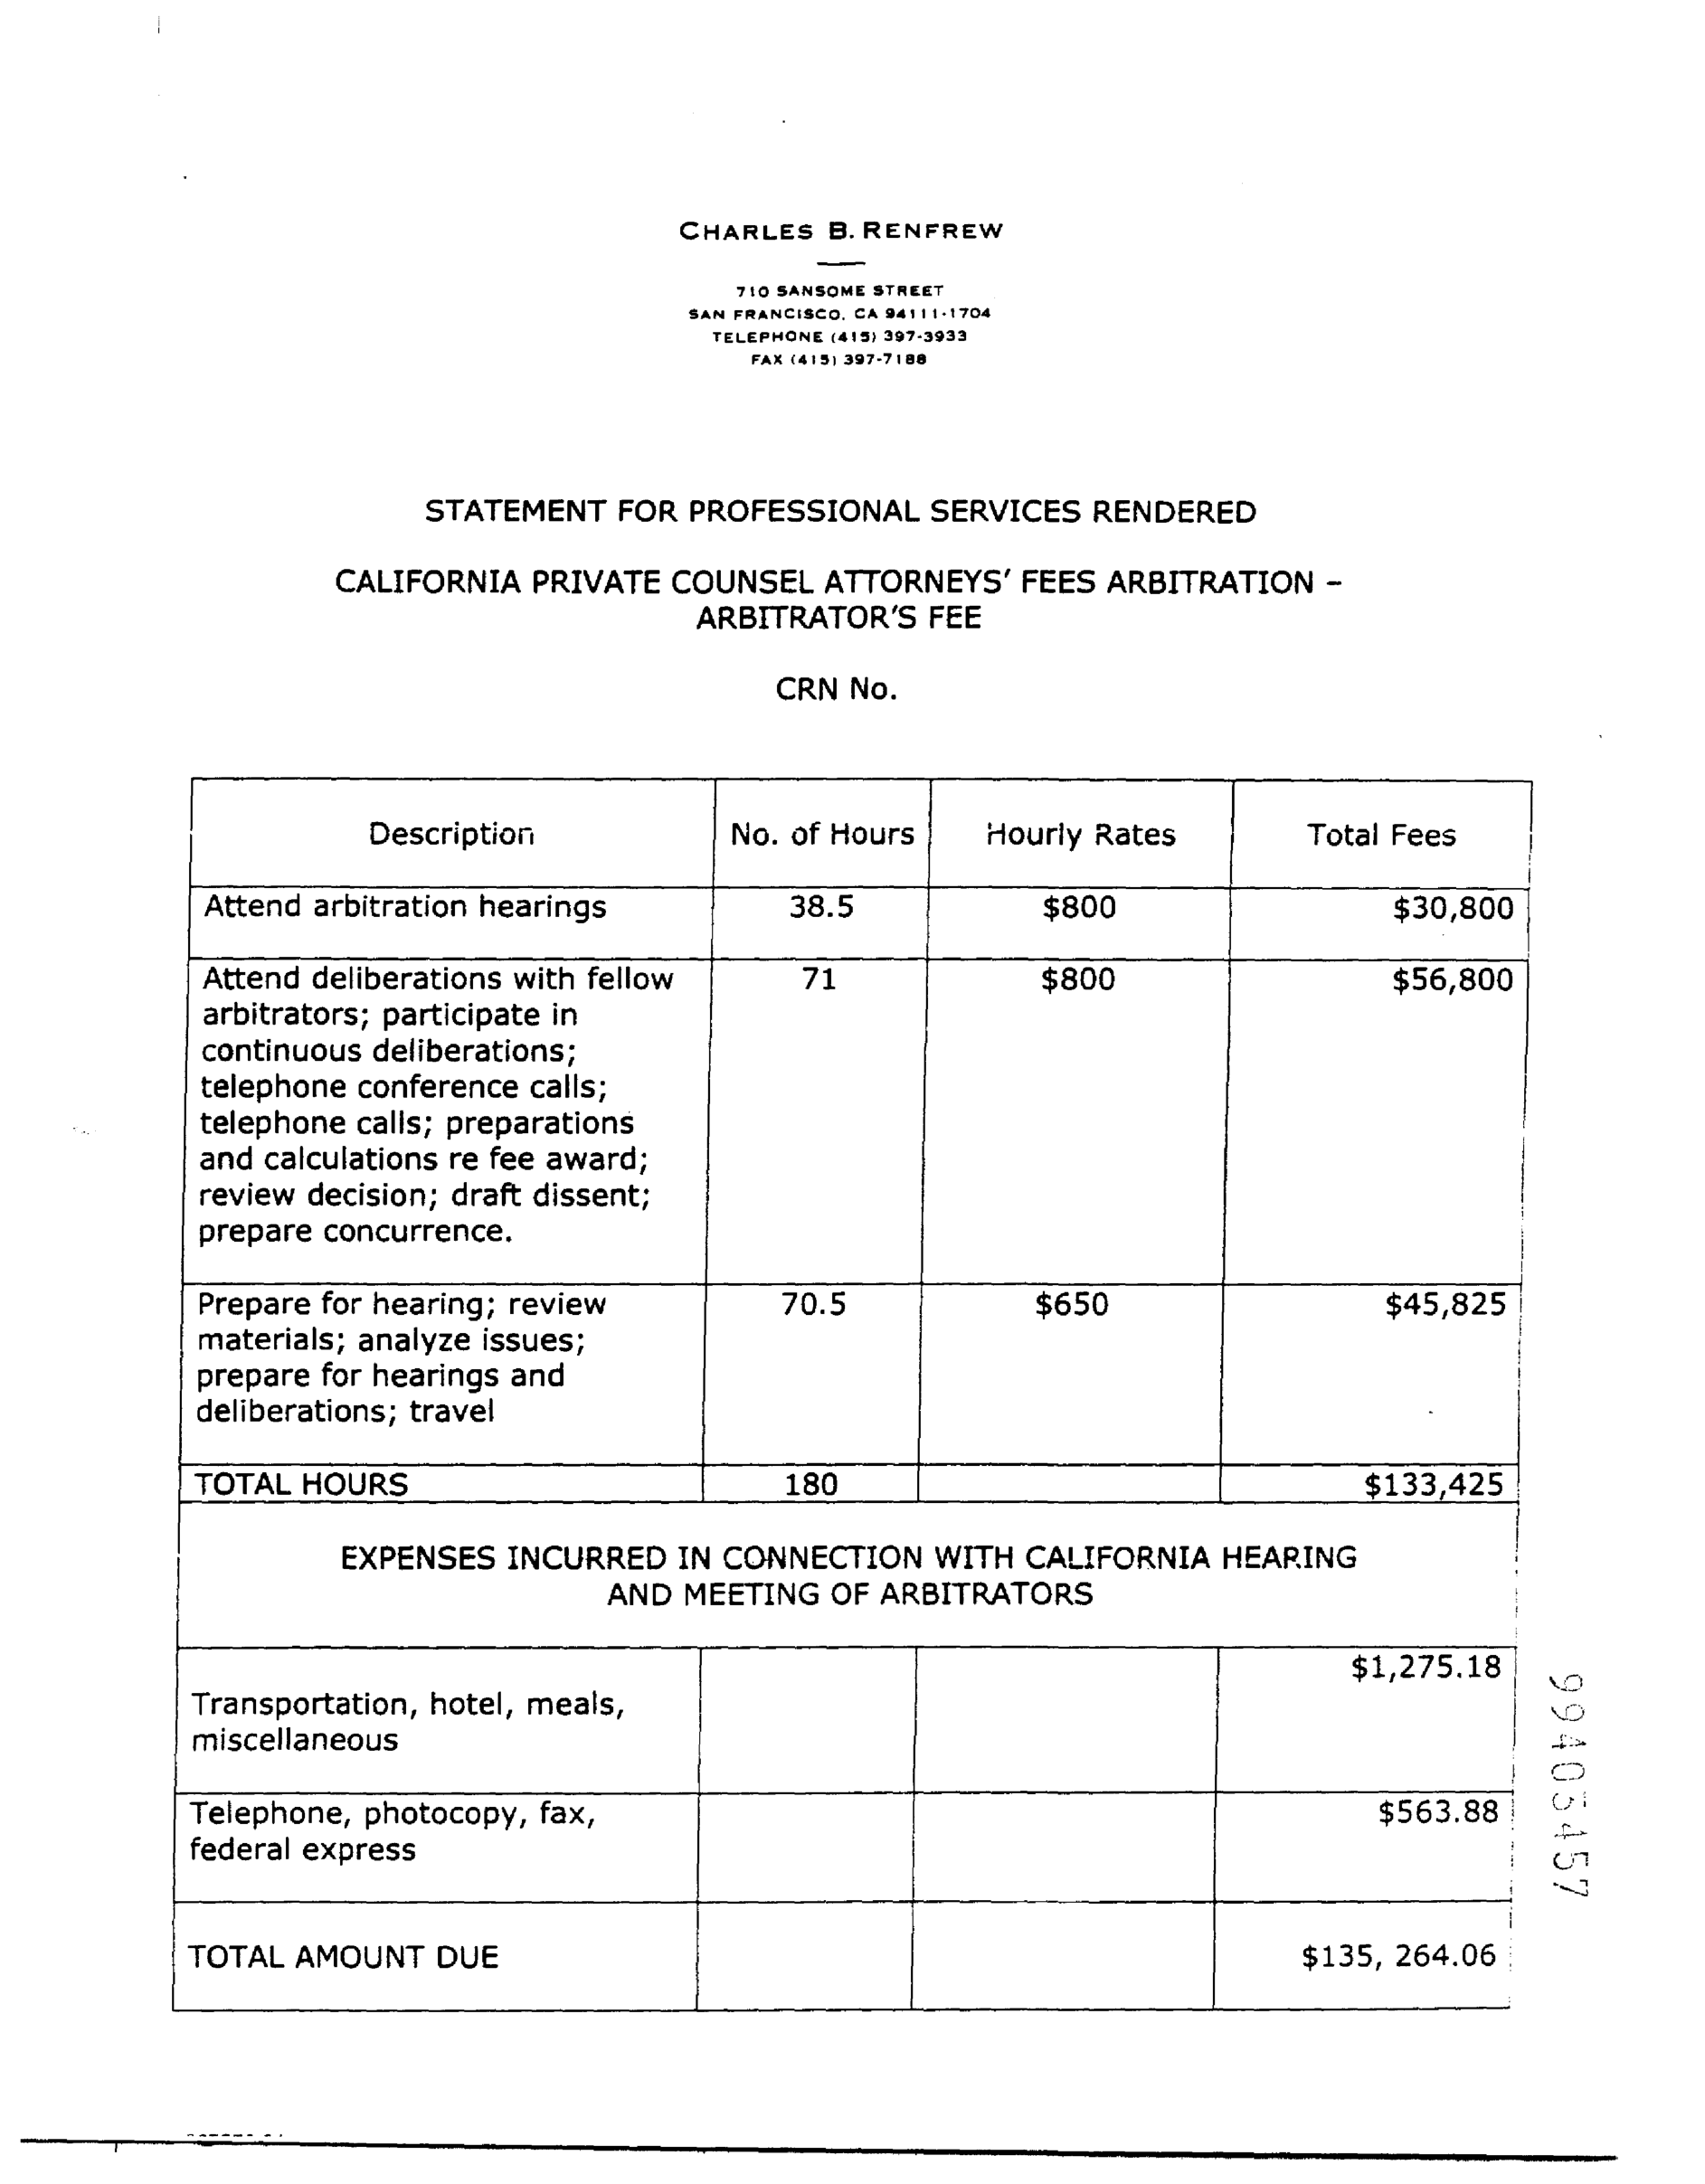 CHARLES B. RENFREW
710 SANSOME STREET
SAN FRANCISCO, CA 94111-1704
TELEPHONE (415) 397-3933
FAX (415) 397-7188
STATEMENT FOR PROFESSIONAL SERVICES RENDERED
CALIFORNIA PRIVATE COUNSEL ATTORNEYS' FEES ARBITRATION –
ARBITRATOR'S FEE
CRN No.
Description No. of Hours Hourly Rates Total Fees
Attend arbitration hearings 38.5 $800 $30,800
Attend deliberations with fellow 71 $800 $56,800
arbitrators; participate in
continuous deliberations;
telephone conference calls;
telephone calls; preparations
and calculations re fee award;
review decision; draft dissent;
prepare concurrence.
Prepare for hearing; review 70.5 $650 $45,825
materials; analyze issues;
prepare for hearings and
deliberations; travel
TOTAL HOURS 180 $133,425
EXPENSES INCURRED IN CONNECTION WITH CALIFORNIA HEARING
AND MEETING OF ARBITRATORS
$1,275.18
Transportation, hotel, meals,
miscellaneous
Telephone, photocopy, fax, $563.88
federal express
TOTAL AMOUNT DUE $135, 264.06